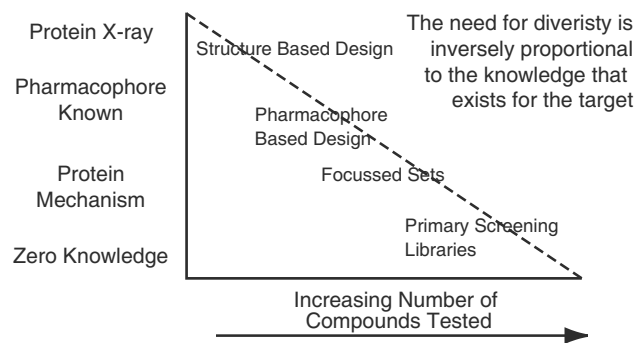 Protein X-ray
Pharmacophore
Known
Protein
Mechanism
Zero Knowledge
Structure Based Design
Pharmacophore
Based Design
Focussed Sets
Primary Screening
Libraries
The need for diveristy is
inversely proportional
to the knowledge that
exists for the target
Increasing Number of
Compounds Tested